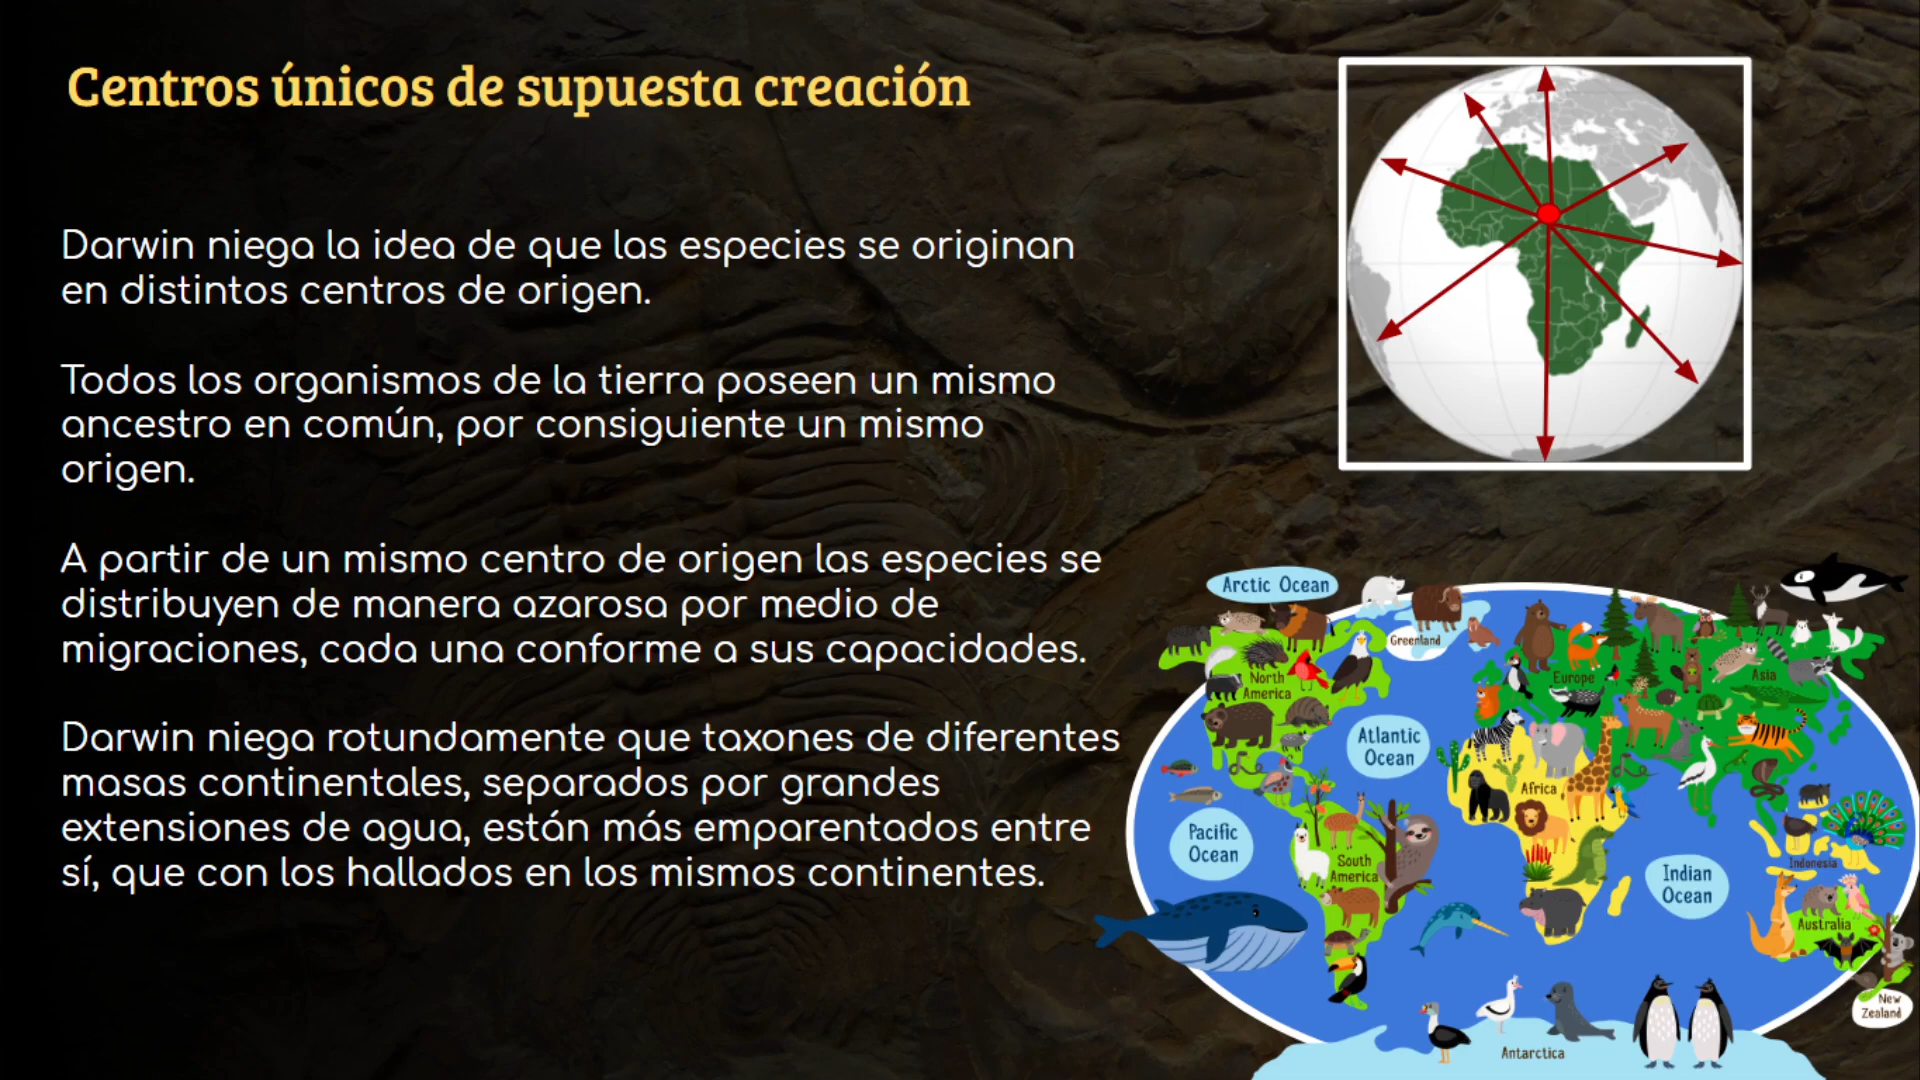 Centros únicos de supuesta creación
Darwin niega la idea de que las especies se originan
en distintos centros de origen.
Todos los organismos de la tierra poseen un mismo
ancestro en común, por consiguiente un mismo
origen.
A partir de un mismo centro de origen las especies se
distribuyen de manera azarosa por medio de
migraciones, cada una conforme a sus capacidades.
Darwin niega rotundamente que taxones de diferentes
masas continentales, separados por grandes
extensiones de agua, están más emparentados entre
sí, que con los hallados en los mismos continentes.
Arctic Ocean
Greenland
North
America
Europe
Asia
Atlantic
Ocean
Africa
Pacific
Ocean
South
America
Indonesia
Indian
Ocean
Australia
New
Zealand
Antarctica